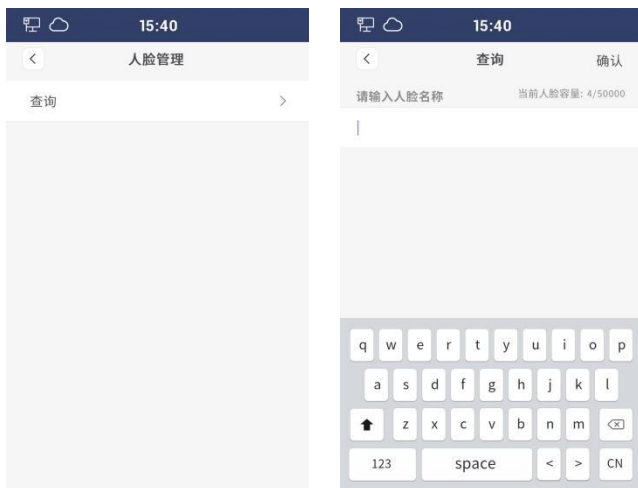 15:40
人脸管理
查询
15:40
查询
确认
请输入人脸名称
当前人脸容量: 4/50000
q w e r t y u i o p
a s d f g h j k l
z x c v b n m
123 space < > CN